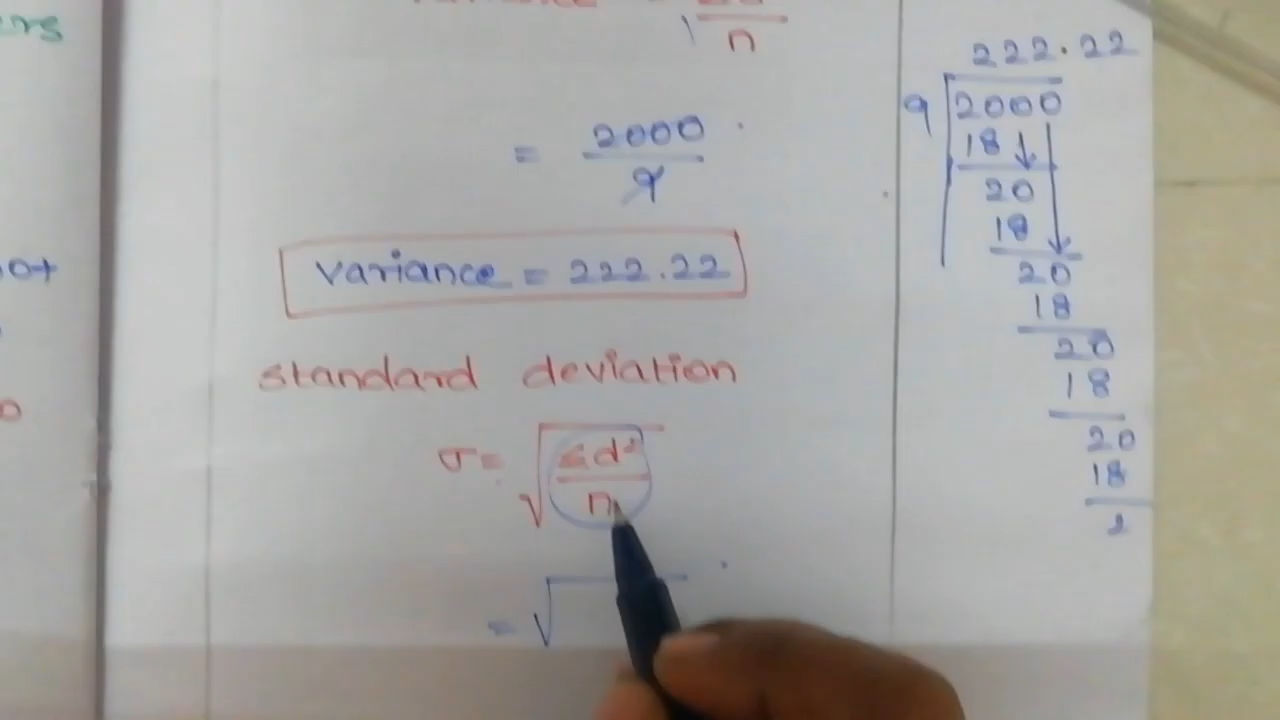 ers
n
= 2000
9
variance = 222.22
standard deviation
σ = √Σd²
n
= √
222.22
9 2000
18
20
18
20
18
20
18
20
18
2